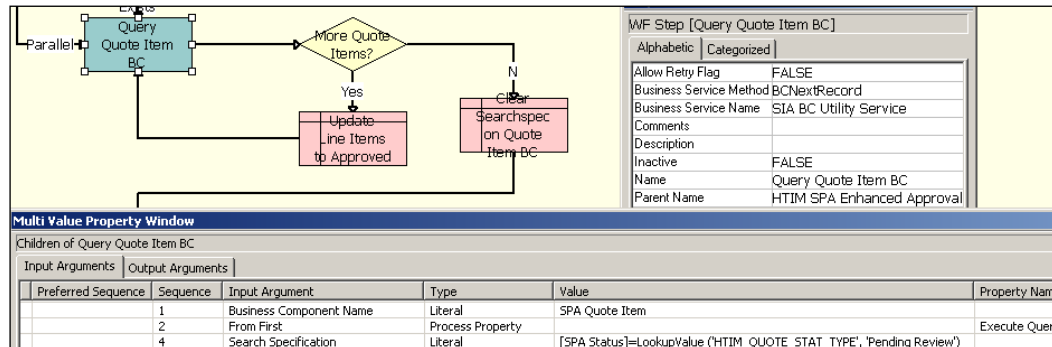 Exists
Parallel
Query
Quote Item
BC
More Quote
Items?
Yes
N
Update
Line Items
to Approved
Clear
Searchspec
on Quote
Item BC
WF Step [Query Quote Item BC]
Alphabetic Categorized
Allow Retry Flag FALSE
Business Service Method BCNextRecord
Business Service Name SIA BC Utility Service
Comments
Description
Inactive FALSE
Name Query Quote Item BC
Parent Name HTIM SPA Enhanced Approval
Multi Value Property Window
Children of Query Quote Item BC
Input Arguments Output Arguments
Preferred Sequence Sequence Input Argument Type Value Property Nam
1 Business Component Name Literal SPA Quote Item
2 From First Process Property Execute Quer
4 Search Specification Literal [SPA Status]=LookupValue ('HTIM_QUOTE_STAT_TYPE', 'Pending Review')